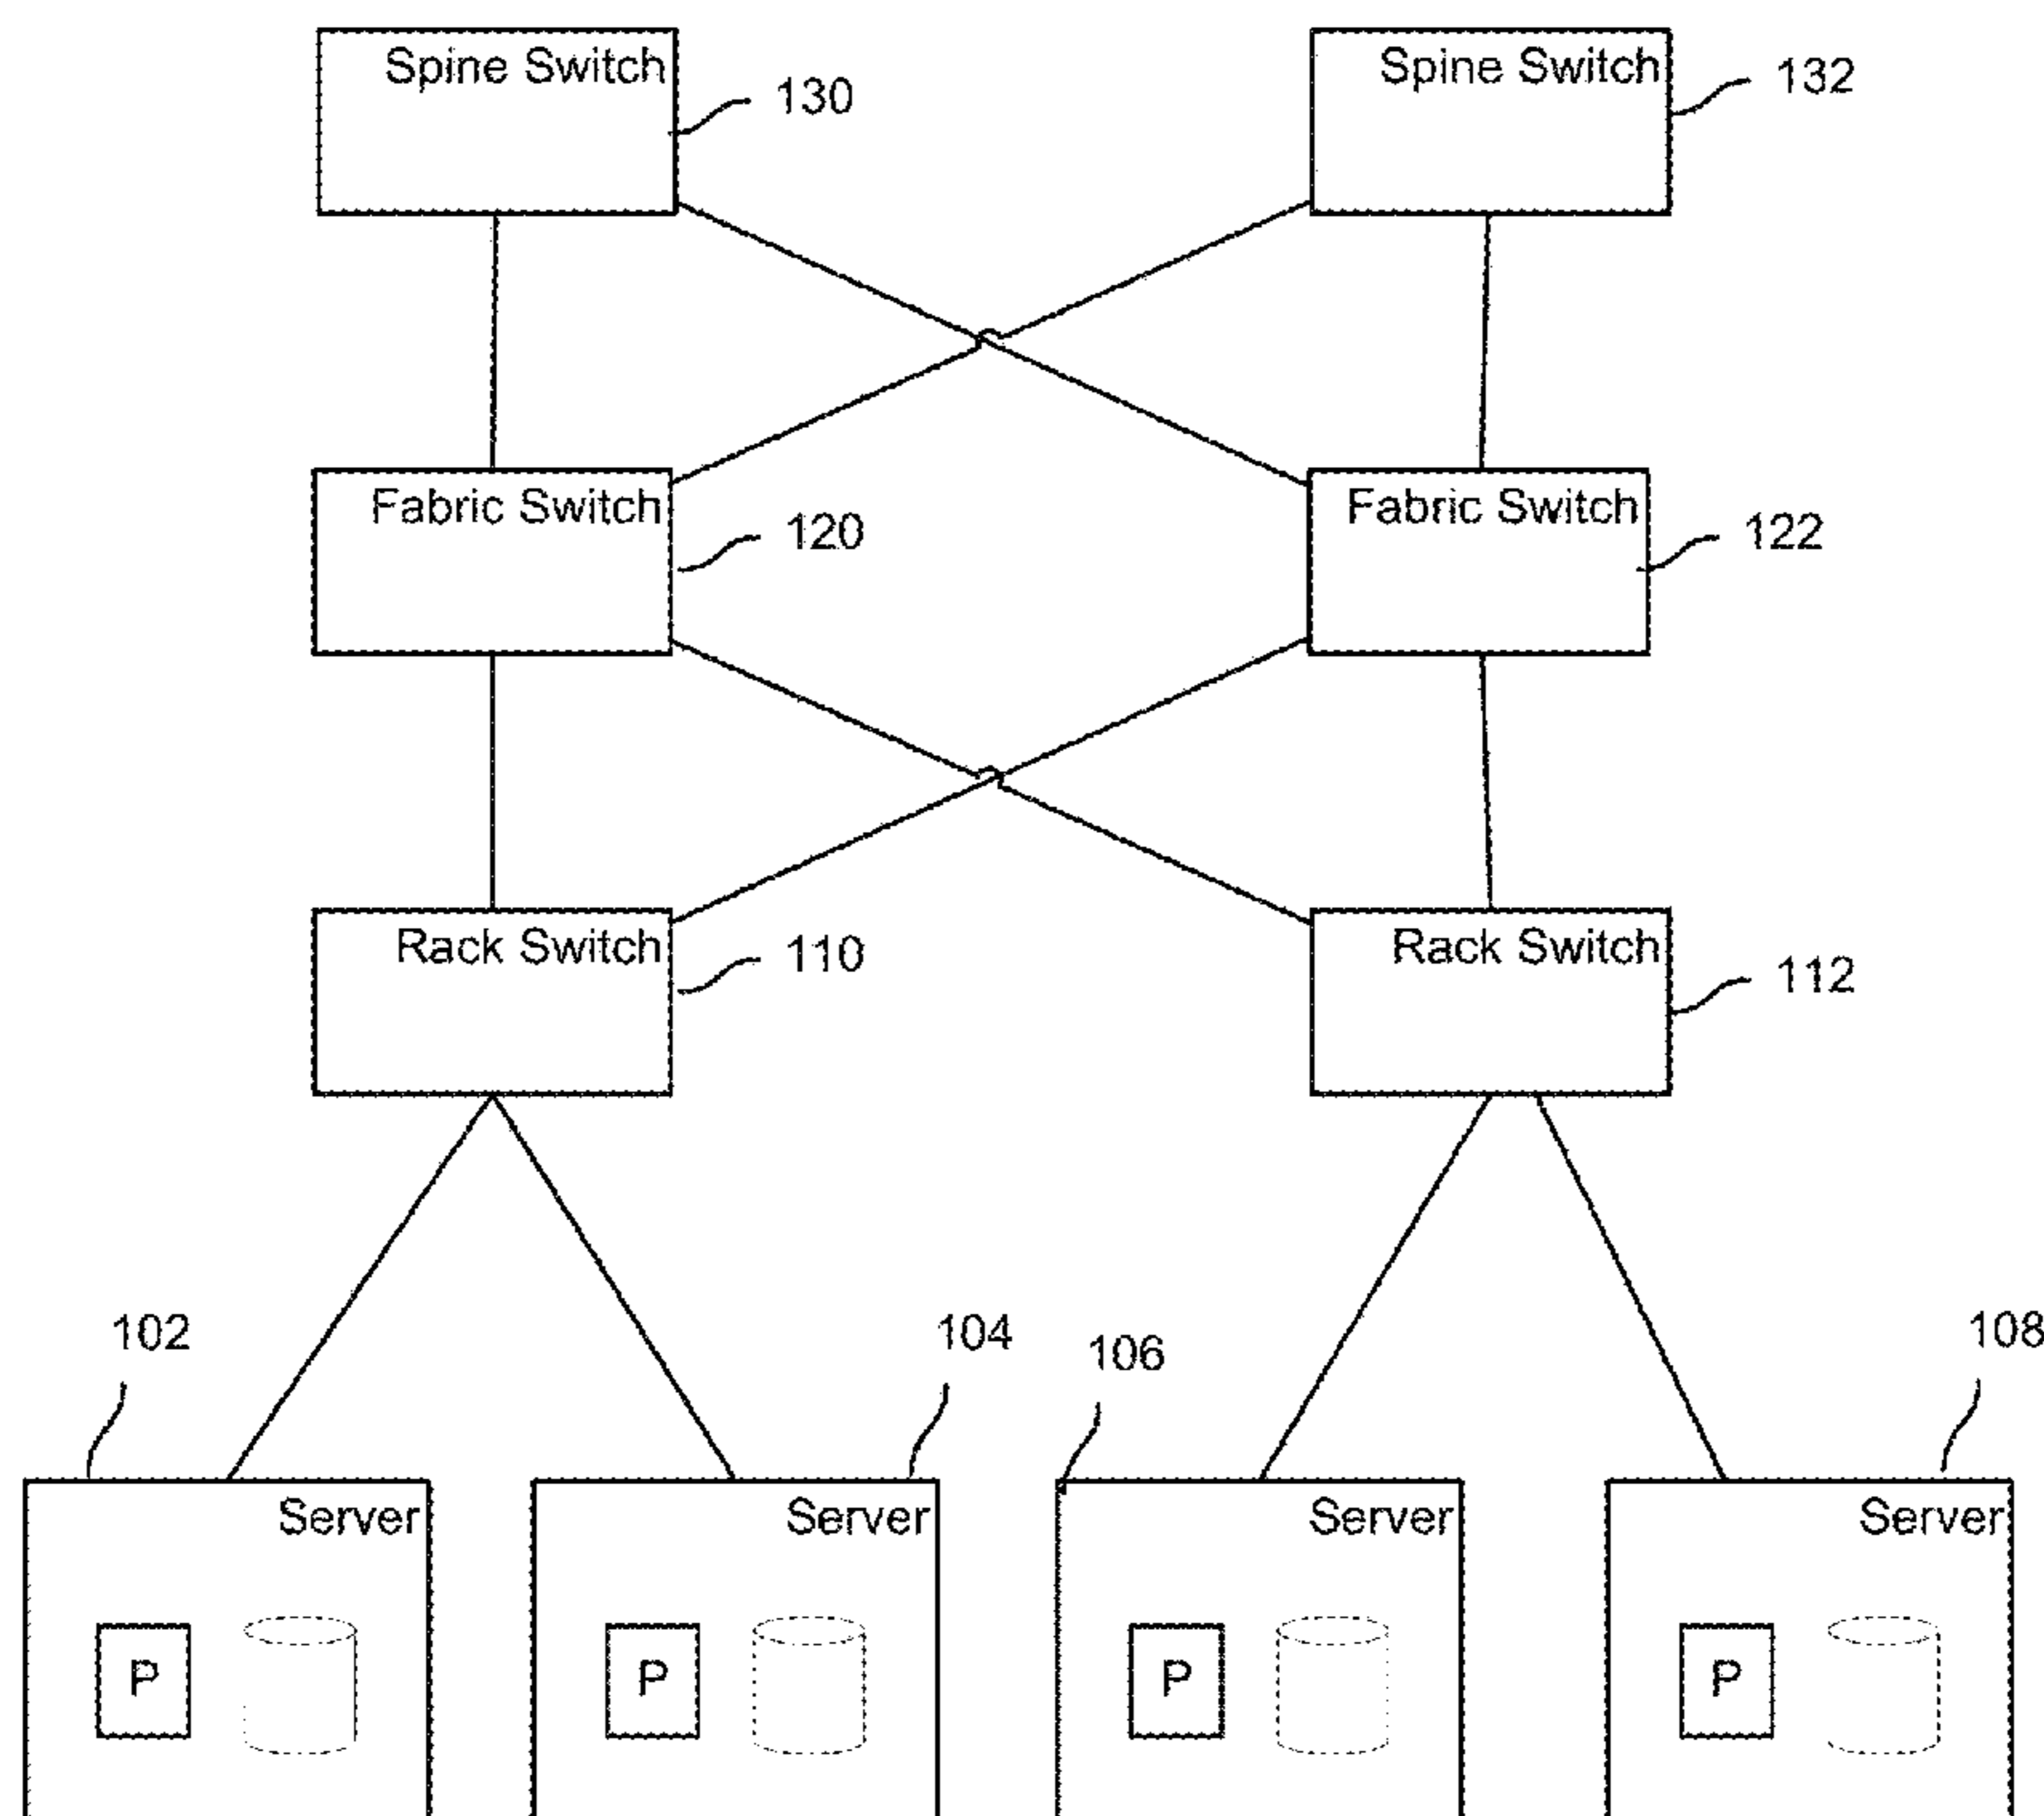 Spine Switch
130
Spine Switch
132
Fabric Switch
120
Fabric Switch
122
Rack Switch
110
Rack Switch
112
102
104
106
108
Server
Server
Server
Server
P
P
P
P